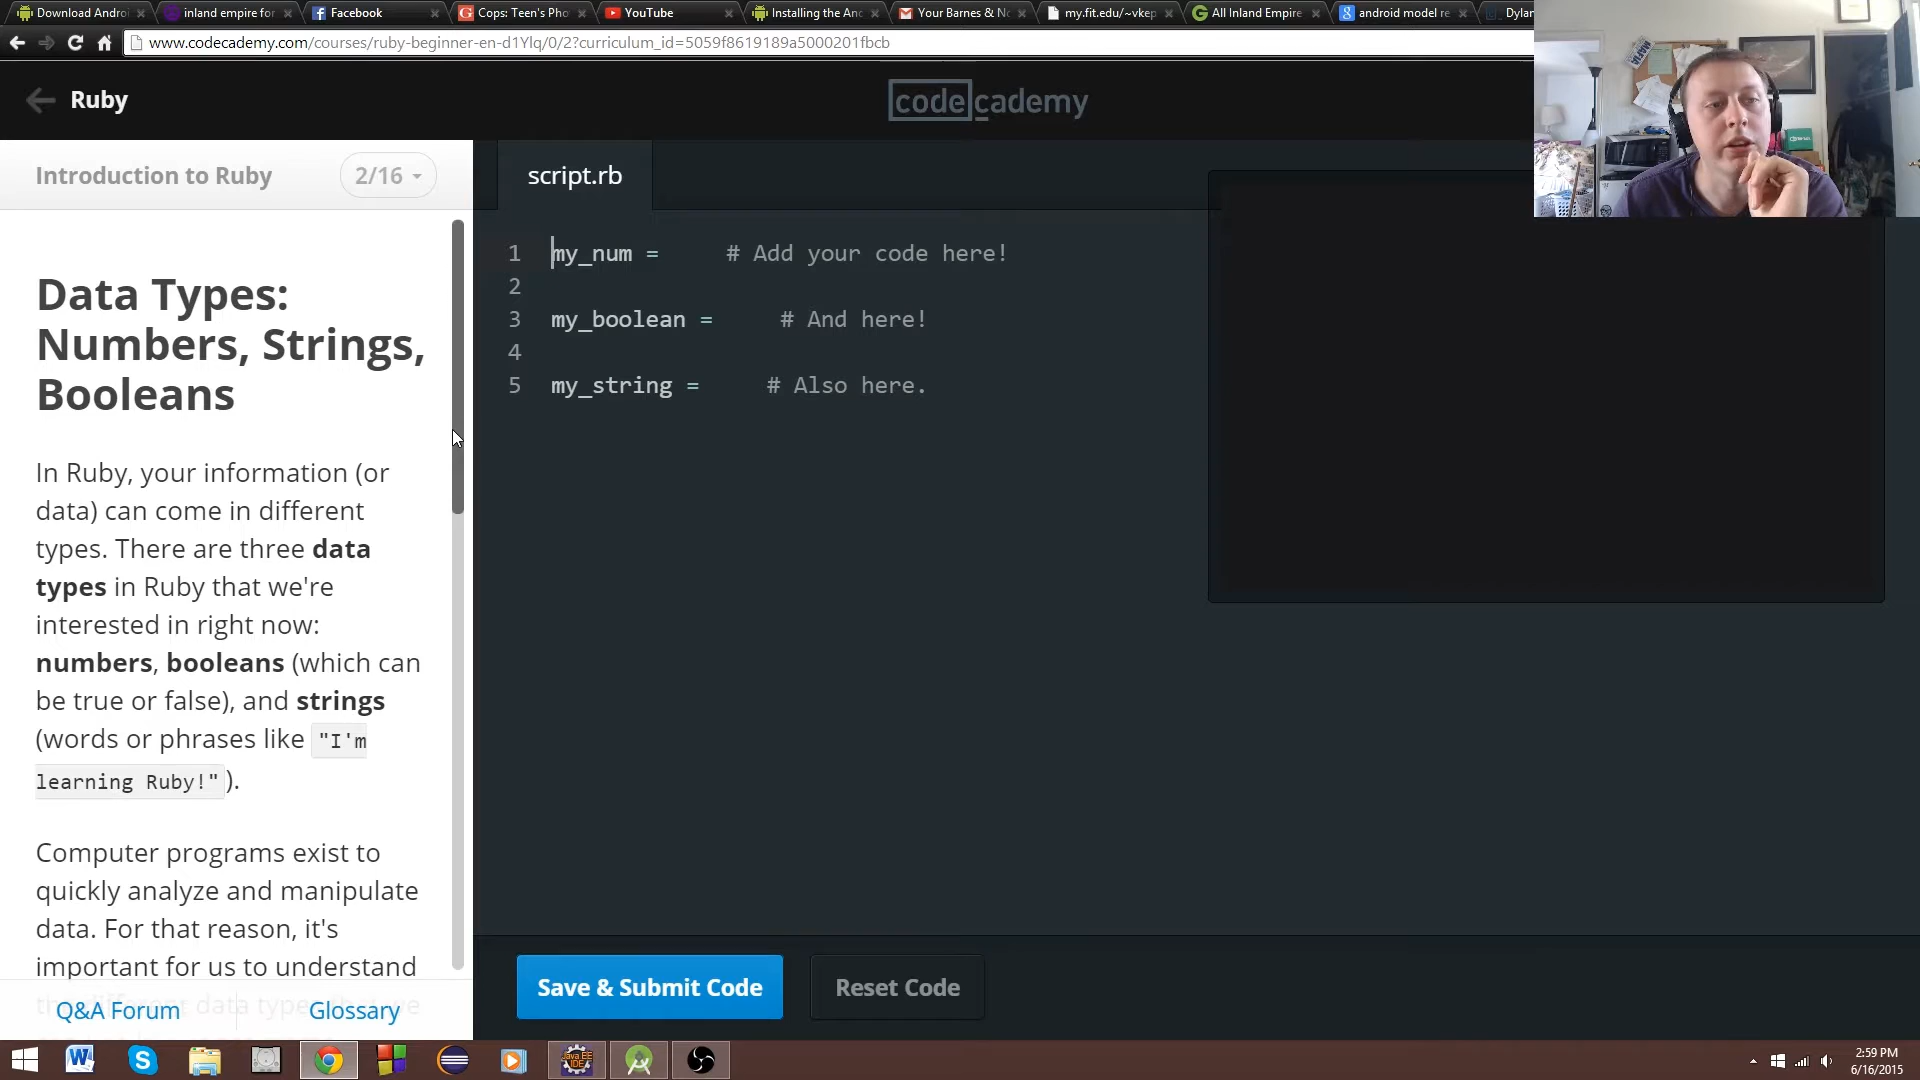 Download Androi
inland empire for
Facebook
Cops: Teen's Pho
YouTube
Installing the And
Your Barnes & No
my.fit.edu/~vkep
All Inland Empire
android model re
Dylan
www.codecademy.com/courses/ruby-beginner-en-d1Ylq/0/2?curriculum_id=5059f8619189a5000201fbcb
Ruby
codecademy
Introduction to Ruby
2/16
script.rb
Data Types:
Numbers, Strings,
Booleans
In Ruby, your information (or
data) can come in different
types. There are three data
types in Ruby that we're
interested in right now:
numbers, booleans (which can
be true or false), and strings
(words or phrases like "I'm
learning Ruby!").
Computer programs exist to
quickly analyze and manipulate
data. For that reason, it's
important for us to understand
Q&A Forum
Glossary
1 my_num = # Add your code here!
2
3 my_boolean = # And here!
4
5 my_string = # Also here.
Save & Submit Code
Reset Code
MAFIA
Java EE
IDE
2:59 PM
6/16/2015